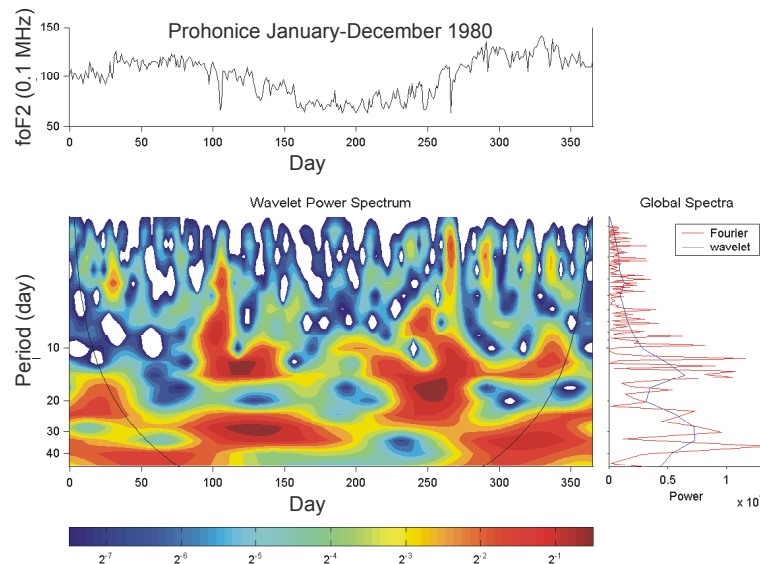 Prohonice January-December 1980
foF2 (0.1 MHz)
150
100
50
0 50 100 150 200 250 300 350
Day
Wavelet Power Spectrum
Period (day)
10
20
30
40
0 50 100 150 200 250 300 350
Day
Global Spectra
Fourier
wavelet
0 0.5 1
Power
x 10
2^-7 2^-6 2^-5 2^-4 2^-3 2^-2 2^-1